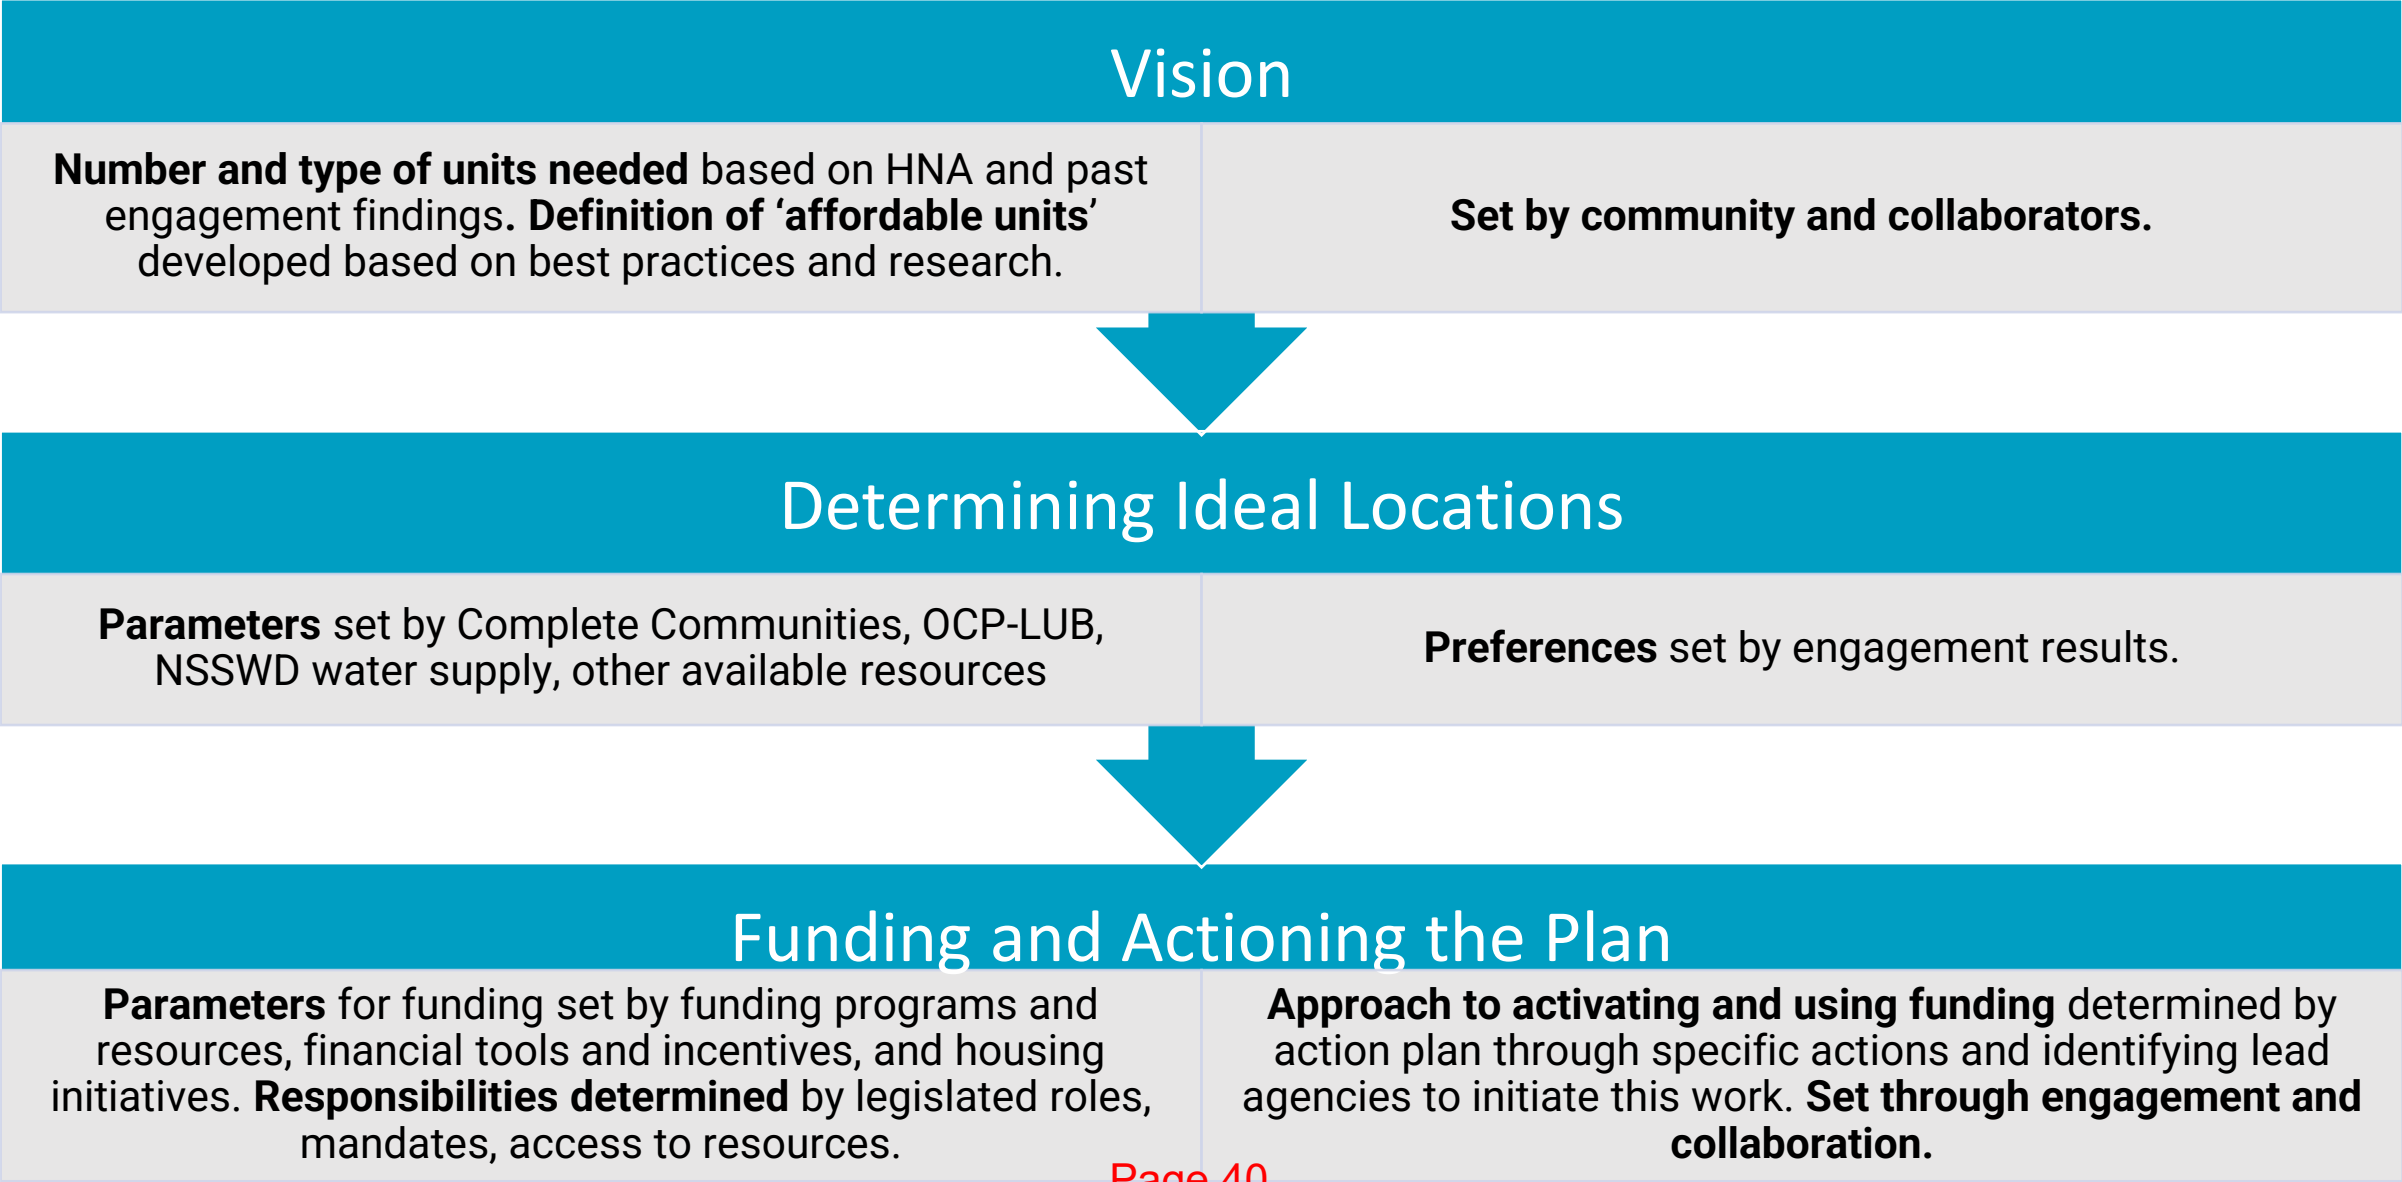 Vision
Number and type of units needed based on HNA and past
engagement findings. Definition of ‘affordable units’
developed based on best practices and research.
Set by community and collaborators.
Determining Ideal Locations
Parameters set by Complete Communities, OCP-LUB,
NSSWD water supply, other available resources
Preferences set by engagement results.
Funding and Actioning the Plan
Parameters for funding set by funding programs and
resources, financial tools and incentives, and housing
initiatives. Responsibilities determined by legislated roles,
mandates, access to resources.
Approach to activating and using funding determined by
action plan through specific actions and identifying lead
agencies to initiate this work. Set through engagement and
collaboration.
Page 40